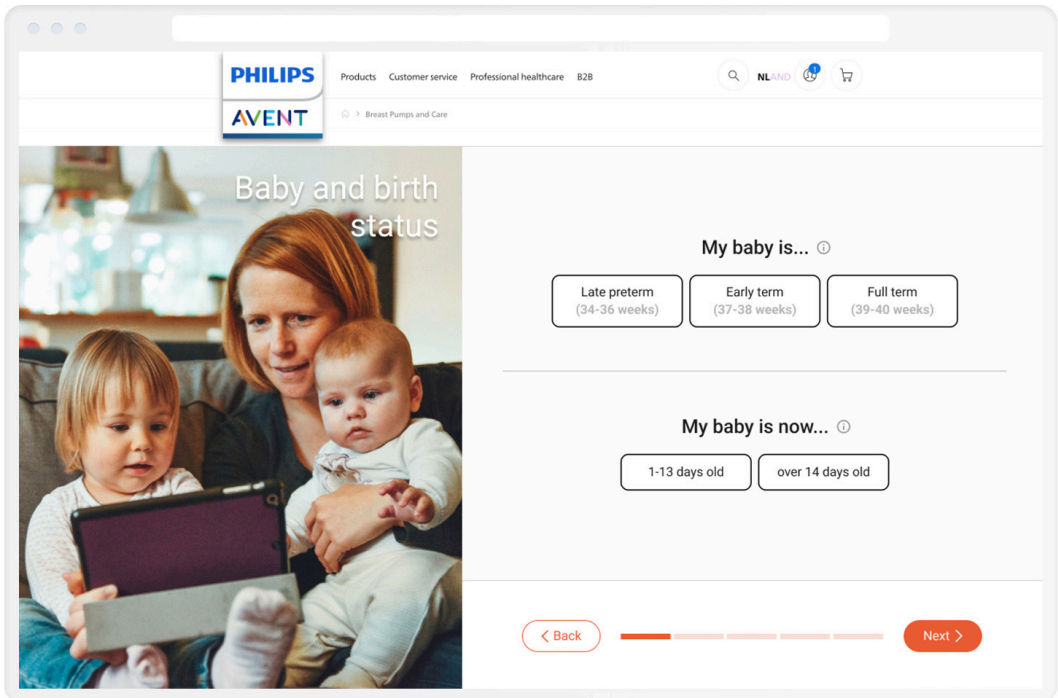 PHILIPS
AVENT
Products Customer service Professional healthcare B2B
NLAND
1
> Breast Pumps and Care
Baby and birth
status
My baby is...
Late preterm
(34-36 weeks)
Early term
(37-38 weeks)
Full term
(39-40 weeks)
My baby is now...
1-13 days old
over 14 days old
< Back
Next >